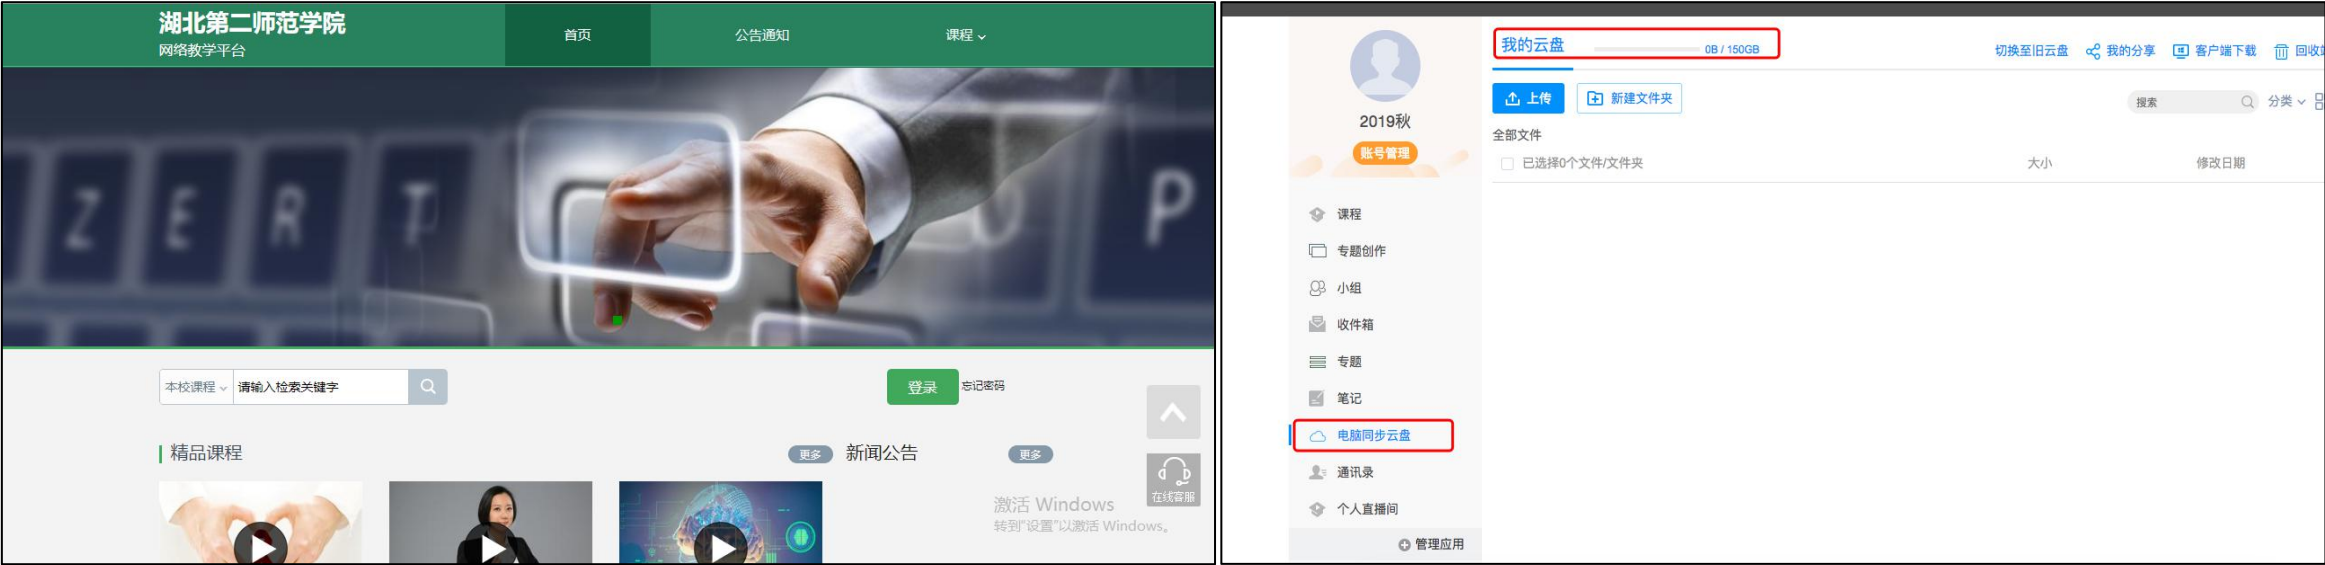 湖北第二师范学院
网络教学平台
首页
公告通知
课程
Z E R T
O P
本校课程
请输入检索关键字
登录
忘记密码
精品课程
更多
新闻公告
更多
在线客服
激活 Windows
转到"设置"以激活 Windows。
2019秋
账号管理
课程
专题创作
小组
收件箱
专题
笔记
电脑同步云盘
通讯录
个人直播间
管理应用
我的云盘
0B / 150GB
切换至旧云盘
我的分享
客户端下载
回收
上传
新建文件夹
搜索
分类
全部文件
已选择0个文件/文件夹
大小
修改日期